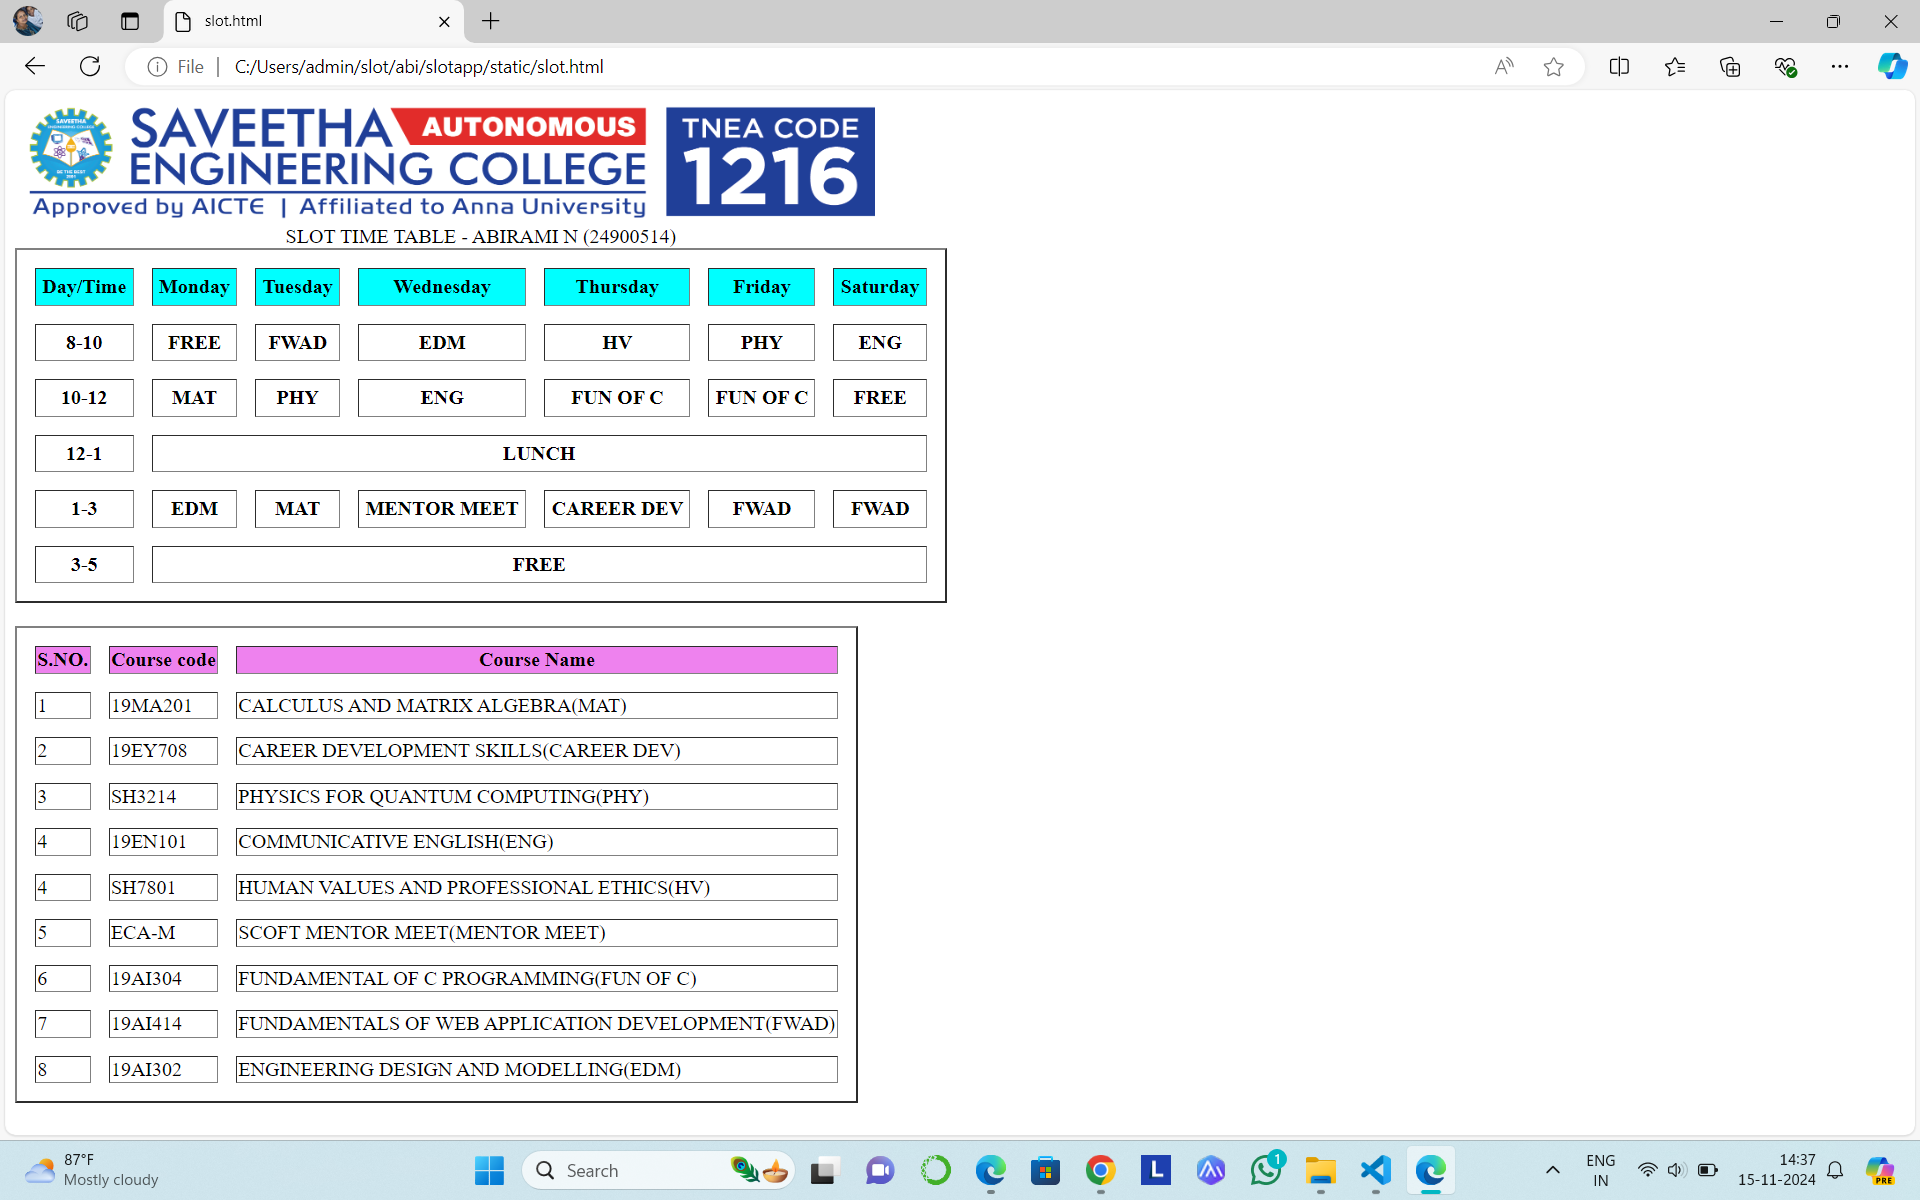 slot.html
File C:/Users/admin/slot/abi/slotapp/static/slot.html
SAVEETHA AUTONOMOUS
ENGINEERING COLLEGE
Approved by AICTE | Affiliated to Anna University
TNEA CODE
1216
SLOT TIME TABLE - ABIRAMI N (24900514)
Day/Time Monday Tuesday Wednesday Thursday Friday Saturday
8-10 FREE FWAD EDM HV PHY ENG
10-12 MAT PHY ENG FUN OF C FUN OF C FREE
12-1 LUNCH
1-3 EDM MAT MENTOR MEET CAREER DEV FWAD FWAD
3-5 FREE
S.NO. Course code Course Name
1 19MA201 CALCULUS AND MATRIX ALGEBRA(MAT)
2 19EY708 CAREER DEVELOPMENT SKILLS(CAREER DEV)
3 SH3214 PHYSICS FOR QUANTUM COMPUTING(PHY)
4 19EN101 COMMUNICATIVE ENGLISH(ENG)
4 SH7801 HUMAN VALUES AND PROFESSIONAL ETHICS(HV)
5 ECA-M SCOFT MENTOR MEET(MENTOR MEET)
6 19AI304 FUNDAMENTAL OF C PROGRAMMING(FUN OF C)
7 19AI414 FUNDAMENTALS OF WEB APPLICATION DEVELOPMENT(FWAD)
8 19AI302 ENGINEERING DESIGN AND MODELLING(EDM)
87°F
Mostly cloudy
Search
L
1
ENG
IN
14:37
15-11-2024
PRE